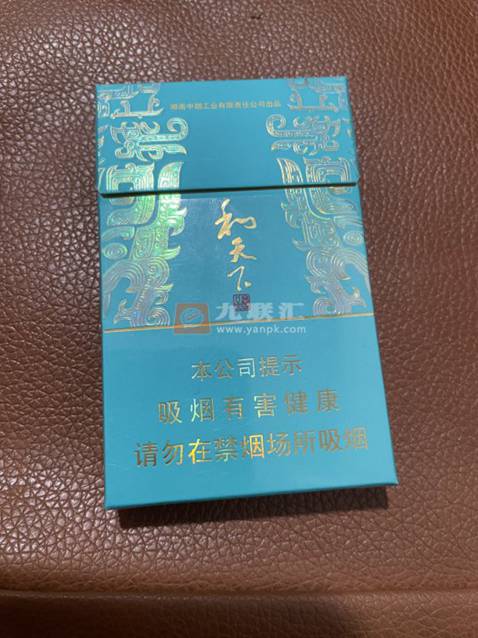 湖南中烟工业有限责任公司出品
和天下
九联汇
www.yanpk.com
本公司提示
吸烟有害健康
请勿在禁烟场所吸烟